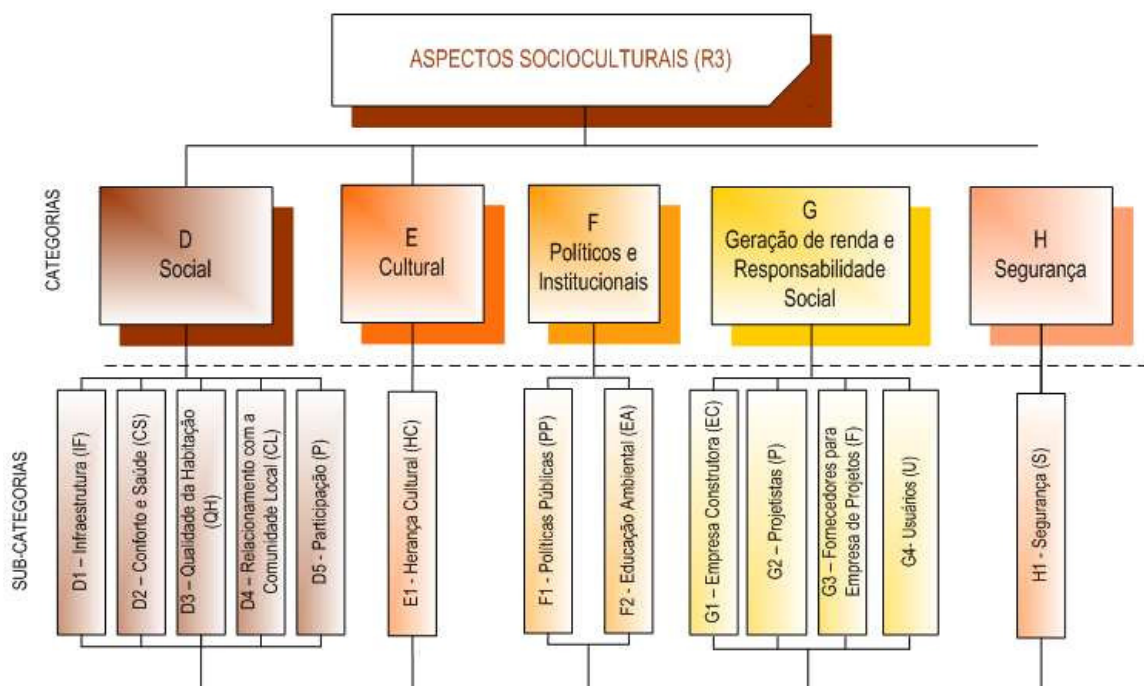 ASPECTOS SOCIOCULTURAIS (R3)
CATEGORIAS
D
Social
E
Cultural
F
Políticos e
Institucionais
G
Geração de renda e
Responsabilidade
Social
H
Segurança
SUB-CATEGORIAS
D1 – Infraestrutura (IF)
D2 – Conforto e Saúde (CS)
D3 – Qualidade da Habitação
(QH)
D4 – Relacionamento com a
Comunidade Local (CL)
D5 - Participação (P)
E1 - Herança Cultural (HC)
F1 - Políticas Públicas (PP)
F2 - Educação Ambiental (EA)
G1 – Empresa Construtora (EC)
G2 – Projetistas (P)
G3 – Fornecedores para
Empresa de Projetos (F)
G4- Usuários (U)
H1 - Segurança (S)